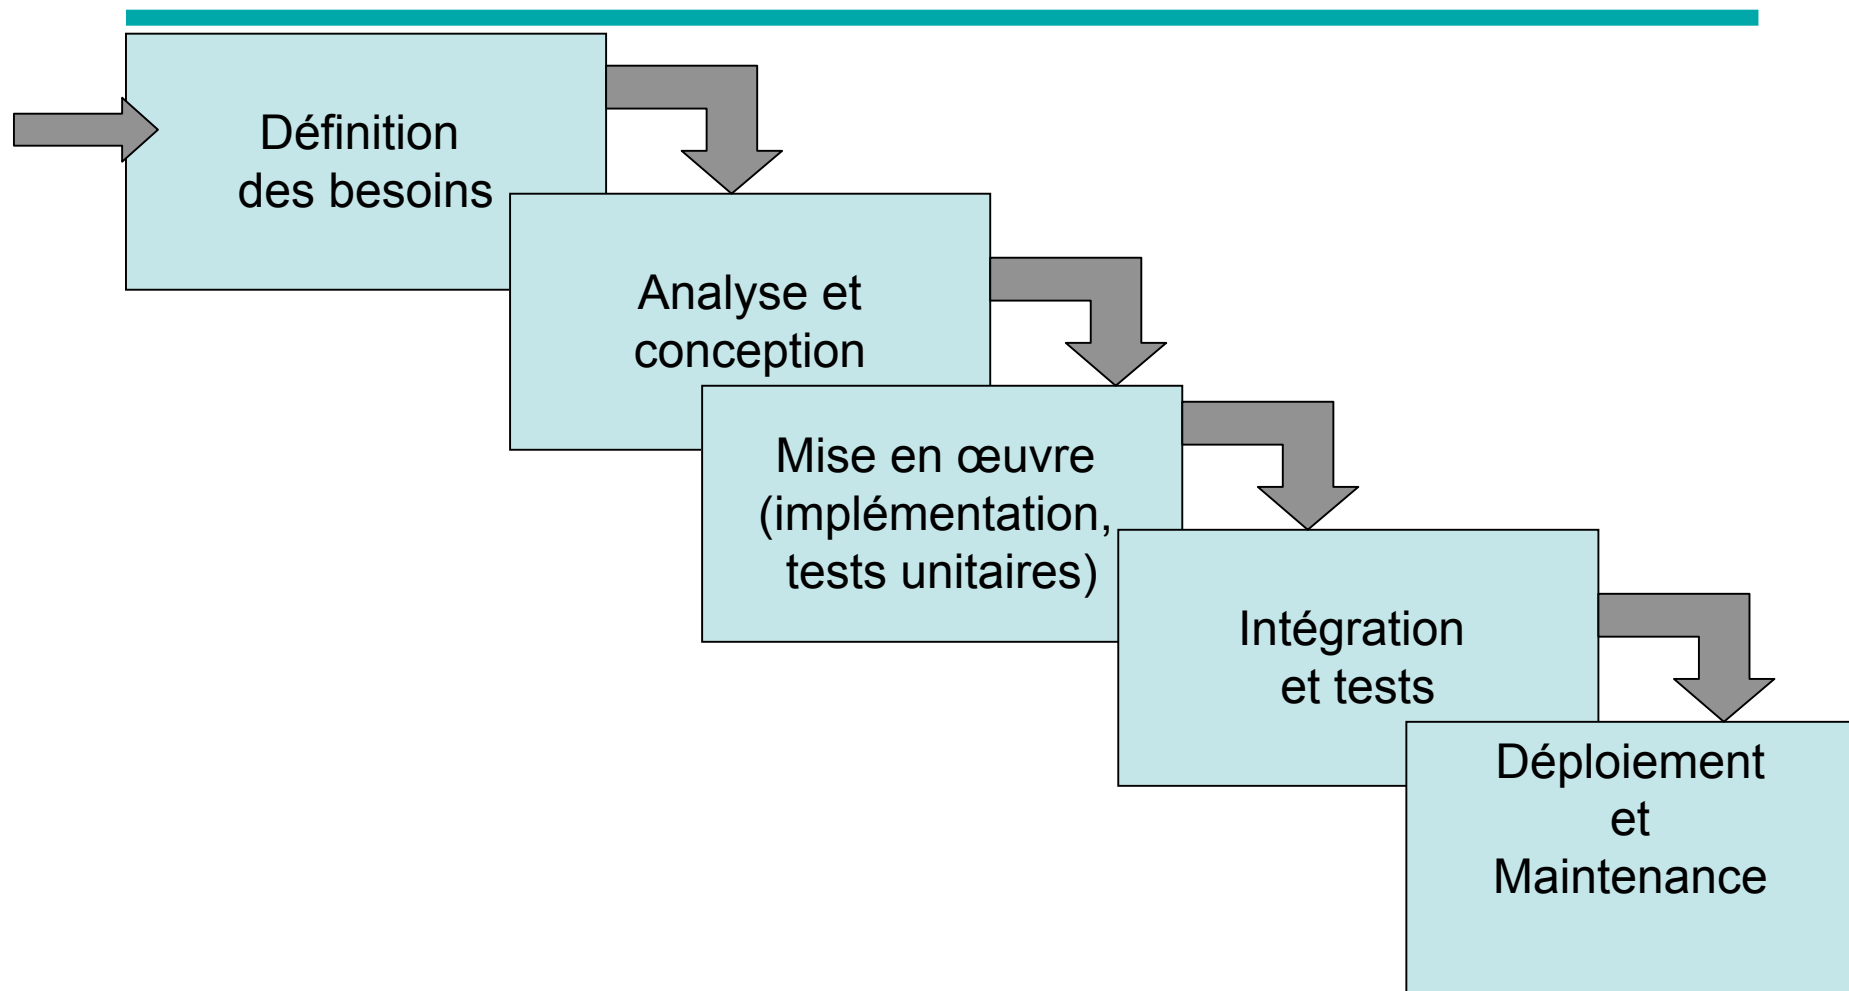 Définition
des besoins
Analyse et
conception
Mise en œuvre
(implémentation,
tests unitaires)
Intégration
et tests
Déploiement
et
Maintenance